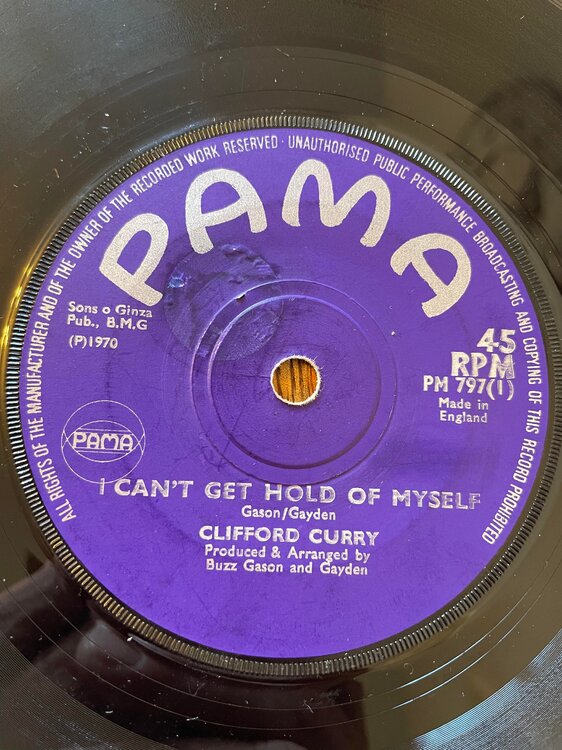 ALL RIGHTS OF THE MANUFACTURER AND OF THE OWNER OF THE RECORDED WORK RESERVED · UNAUTHORISED PUBLIC PERFORMANCE BROADCASTING AND COPYING OF THIS RECORD PROHIBITED
PAMA
Sons o Ginza
Pub., B.M.G
(P)1970
45
RPM
PM 797(1)
Made in
England
PAMA
I CAN'T GET HOLD OF MYSELF
Gason/Gayden
CLIFFORD CURRY
Produced & Arranged by
Buzz Gason and Gayden